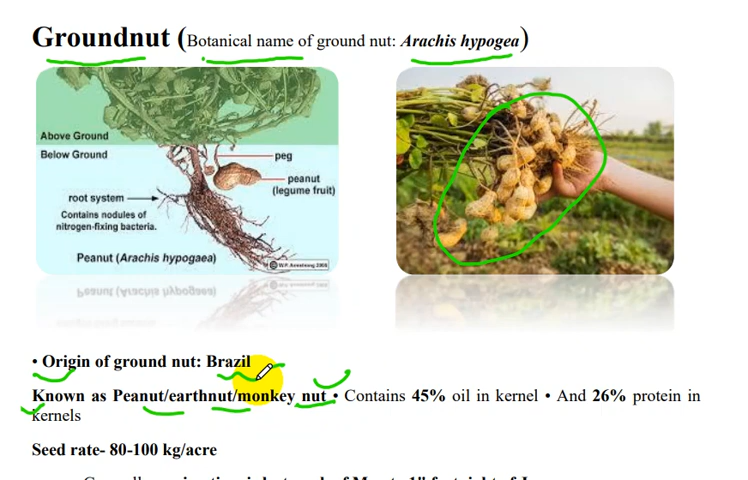 Groundnut (Botanical name of ground nut: Arachis hypogea)
Above Ground
Below Ground
peg
peanut
(legume fruit)
root system
Contains nodules of
nitrogen-fixing bacteria.
Peanut (Arachis hypogaea)
© W.P. Armstrong
• Origin of ground nut: Brazil
Known as Peanut/earthnut/monkey nut • Contains 45% oil in kernel • And 26% protein in
kernels
Seed rate- 80-100 kg/acre